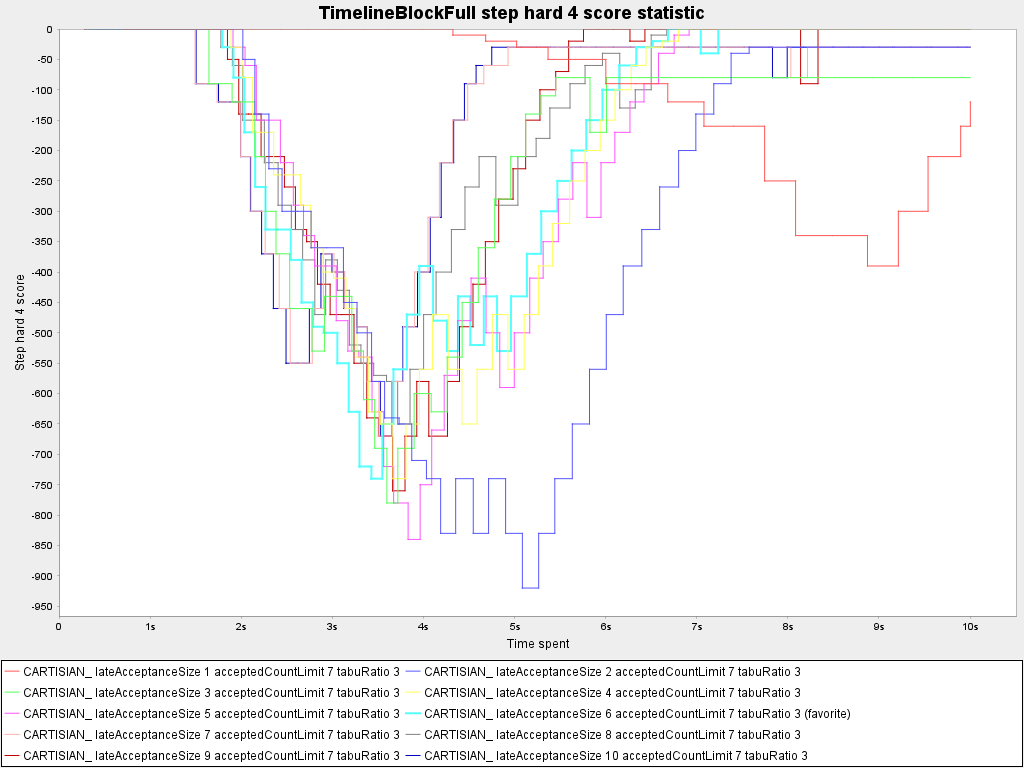 TimelineBlockFull step hard 4 score statistic
0
-50
-100
-150
-200
-250
-300
-350
-400
-450
-500
-550
-600
-650
-700
-750
-800
-850
-900
-950
Step hard 4 score
0 1s 2s 3s 4s 5s 6s 7s 8s 9s 10s
Time spent
CARTISIAN_ lateAcceptanceSize 1 acceptedCountLimit 7 tabuRatio 3 CARTISIAN_ lateAcceptanceSize 2 acceptedCountLimit 7 tabuRatio 3
CARTISIAN_ lateAcceptanceSize 3 acceptedCountLimit 7 tabuRatio 3 CARTISIAN_ lateAcceptanceSize 4 acceptedCountLimit 7 tabuRatio 3
CARTISIAN_ lateAcceptanceSize 5 acceptedCountLimit 7 tabuRatio 3 CARTISIAN_ lateAcceptanceSize 6 acceptedCountLimit 7 tabuRatio 3 (favorite)
CARTISIAN_ lateAcceptanceSize 7 acceptedCountLimit 7 tabuRatio 3 CARTISIAN_ lateAcceptanceSize 8 acceptedCountLimit 7 tabuRatio 3
CARTISIAN_ lateAcceptanceSize 9 acceptedCountLimit 7 tabuRatio 3 CARTISIAN_ lateAcceptanceSize 10 acceptedCountLimit 7 tabuRatio 3